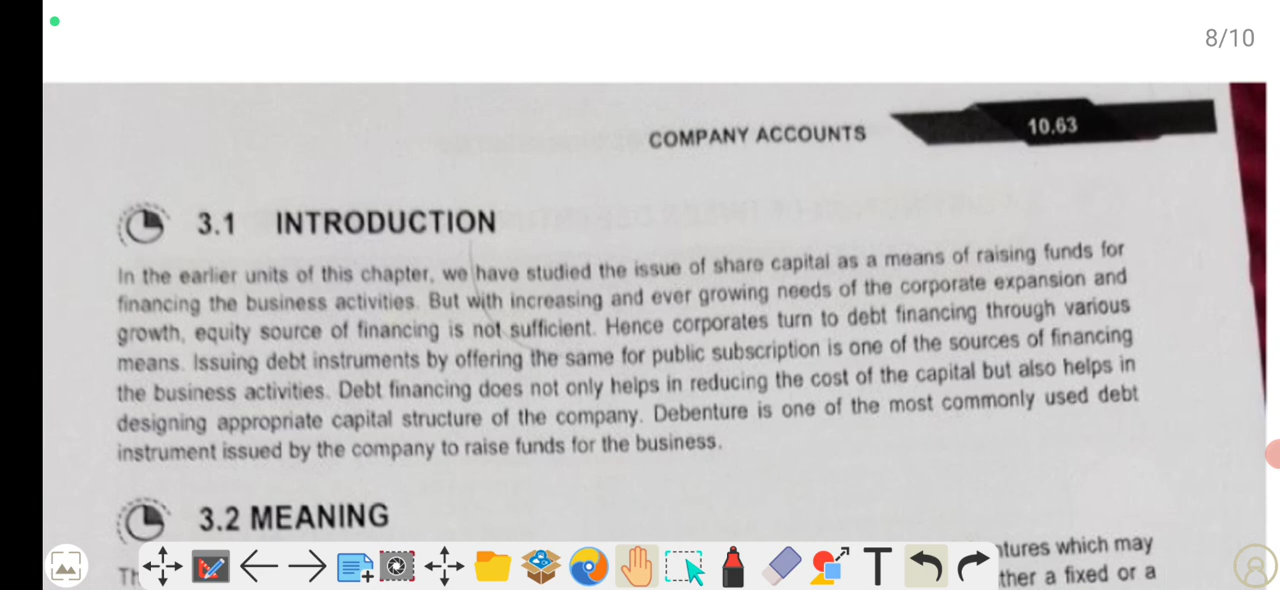 8/10
COMPANY ACCOUNTS
10.63
3.1 INTRODUCTION
In the earlier units of this chapter, we have studied the issue of share capital as a means of raising funds for
financing the business activities. But with increasing and ever growing needs of the corporate expansion and
growth, equity source of financing is not sufficient. Hence corporates turn to debt financing through various
means. Issuing debt instruments by offering the same for public subscription is one of the sources of financing
the business activities. Debt financing does not only helps in reducing the cost of the capital but also helps in
designing appropriate capital structure of the company. Debenture is one of the most commonly used debt
instrument issued by the company to raise funds for the business.
3.2 MEANING
which may
a fixed or a
T